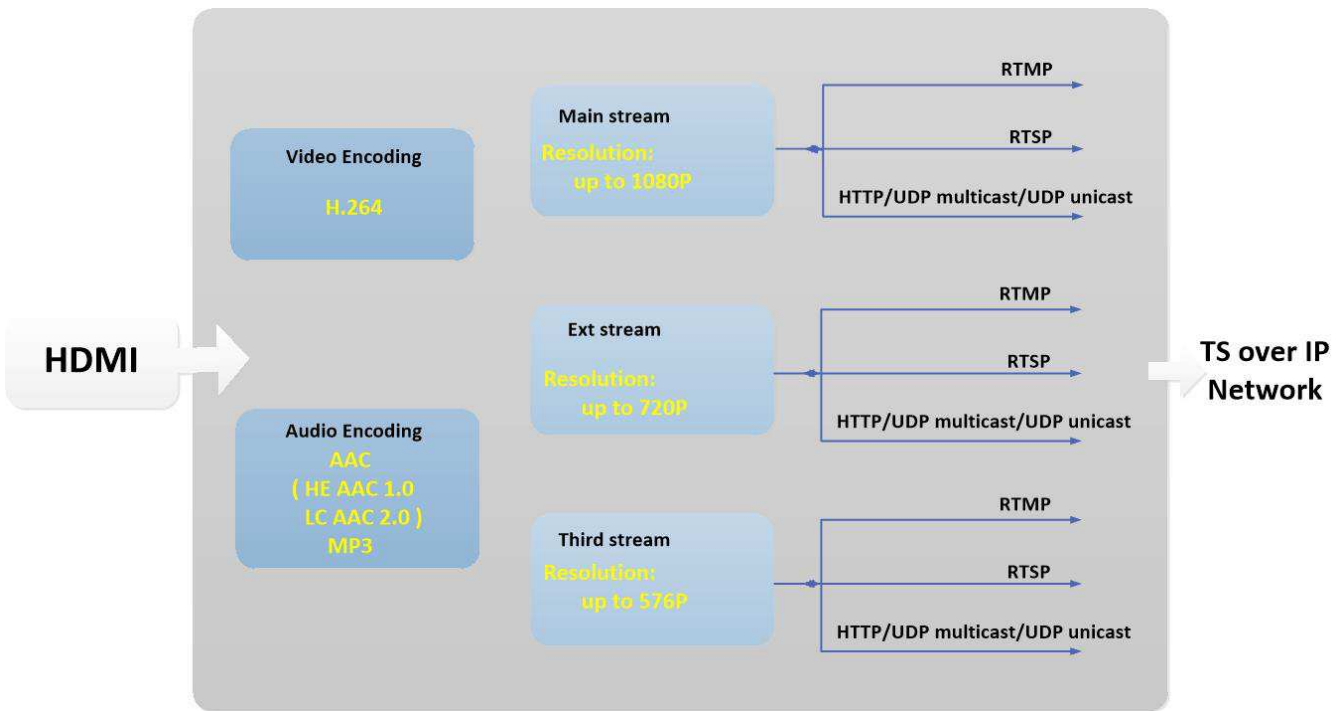 HDMI
Video Encoding
H.264
Audio Encoding
AAC
( HE AAC 1.0
LC AAC 2.0 )
MP3
Main stream
Resolution:
up to 1080P
RTMP
RTSP
HTTP/UDP multicast/UDP unicast
Ext stream
Resolution:
up to 720P
RTMP
RTSP
HTTP/UDP multicast/UDP unicast
Third stream
Resolution:
up to 576P
RTMP
RTSP
HTTP/UDP multicast/UDP unicast
TS over IP
Network